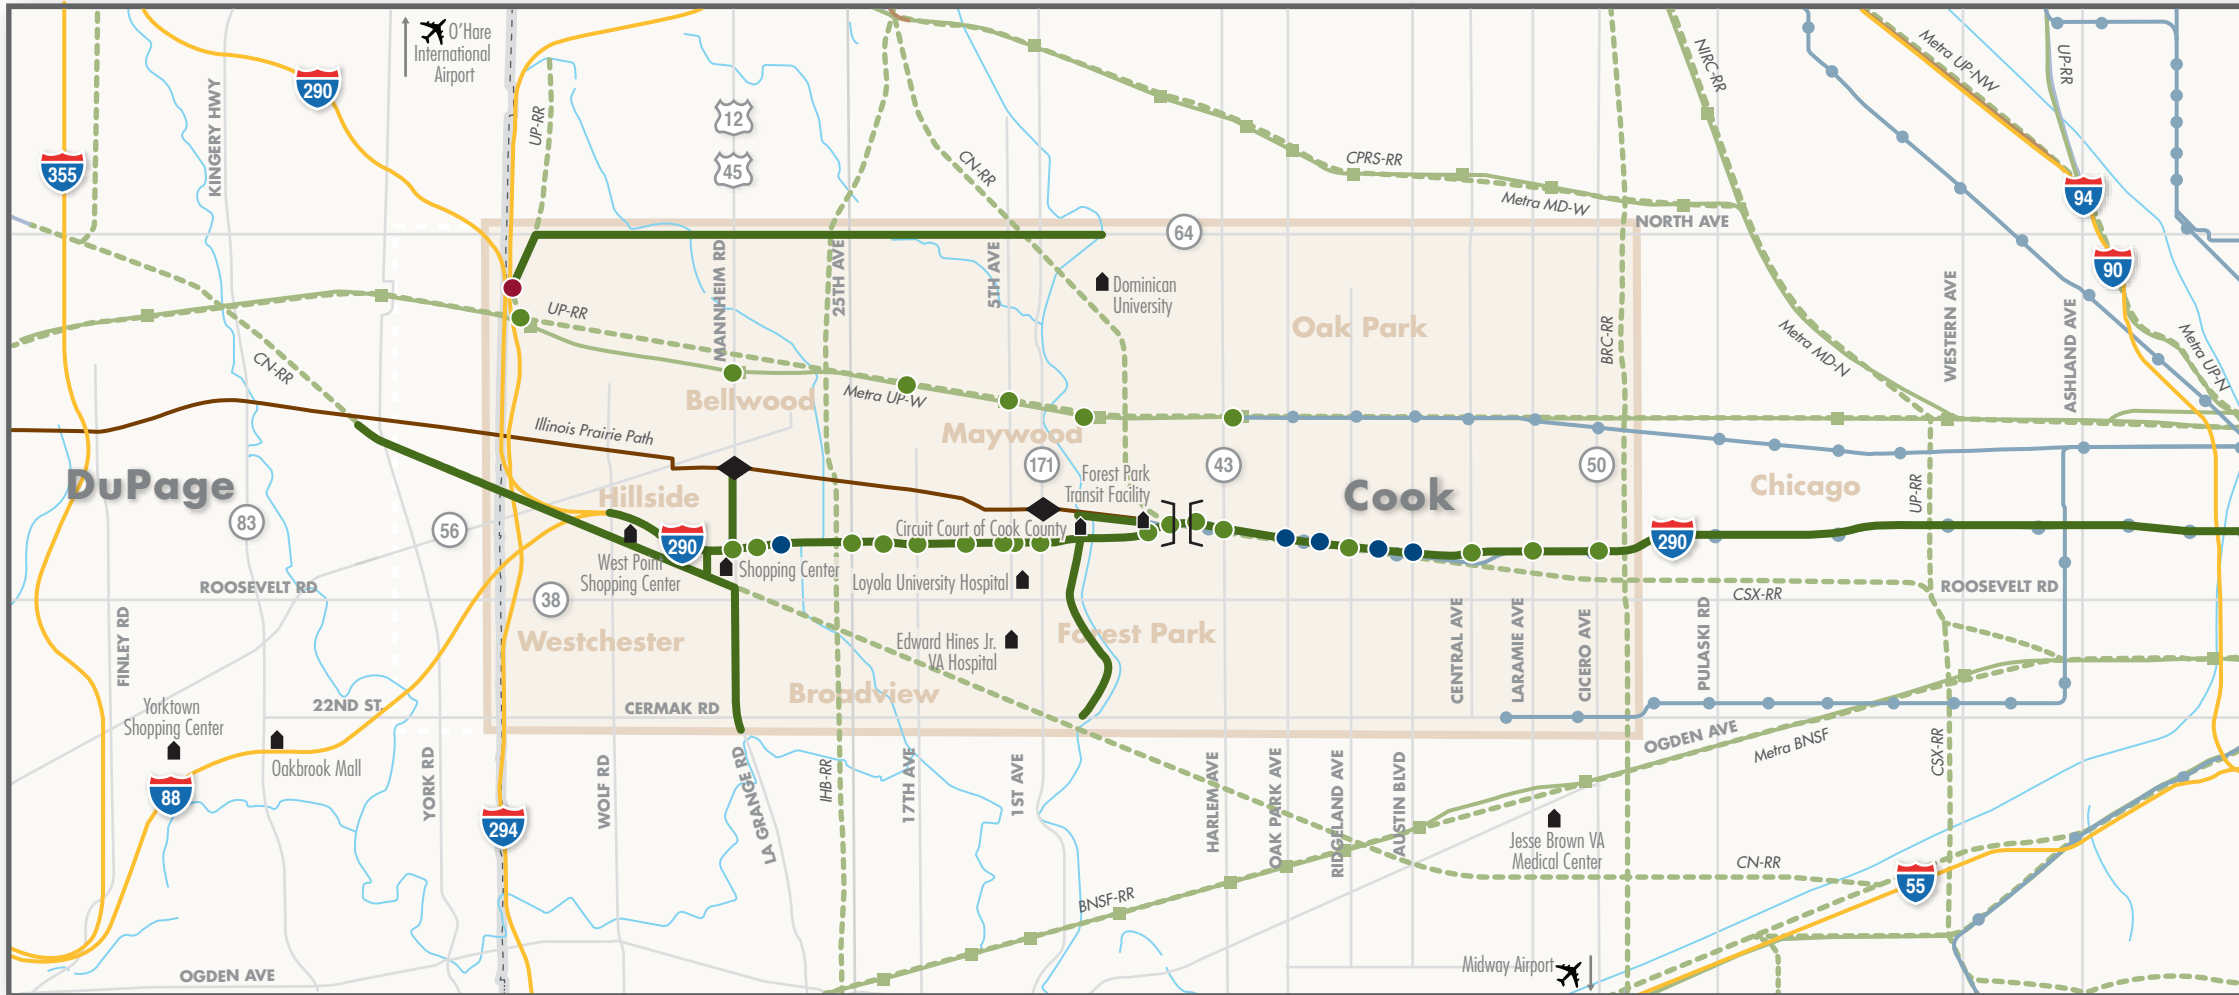 O'Hare
International
Airport
290
355
KINGERY HWY
UP-RR
12
45
CN-RR
CPRS-RR
Metra MD-W
NIRC-RR
Metra UP-NW
UP-RR
94
90
NORTH AVE
64
MANNHEIM RD
25TH AVE
5TH AVE
Dominican
University
Oak Park
BRC-RR
Metra MD-N
WESTERN AVE
ASHLAND AVE
Metra UP-N
UP-RR
CN-RR
Bellwood
Metra UP-W
Maywood
Illinois Prairie Path
171
43
50
Forest Park
Transit Facility
Cook
Chicago
UP-RR
DuPage
83
56
Hillside
290
Circuit Court of Cook County
290
West Point
Shopping Center
Shopping Center
Loyola University Hospital
ROOSEVELT RD
38
CSX-RR
ROOSEVELT RD
FINLEY RD
Westchester
Edward Hines Jr.
VA Hospital
Forest Park
CENTRAL AVE
LARAMIE AVE
CICERO AVE
PULASKI RD
Broadview
Yorktown
Shopping Center
22ND ST.
CERMAK RD
Oakbrook Mall
88
YORK RD
294
WOLF RD
LA GRANGE RD
IHB-RR
17TH AVE
1ST AVE
HARLEM AVE
OAK PARK AVE
RIDGELAND AVE
AUSTIN BLVD
OGDEN AVE
Metra BNSF
CSX-RR
Jesse Brown VA
Medical Center
CN-RR
55
BNSF-RR
OGDEN AVE
Midway Airport